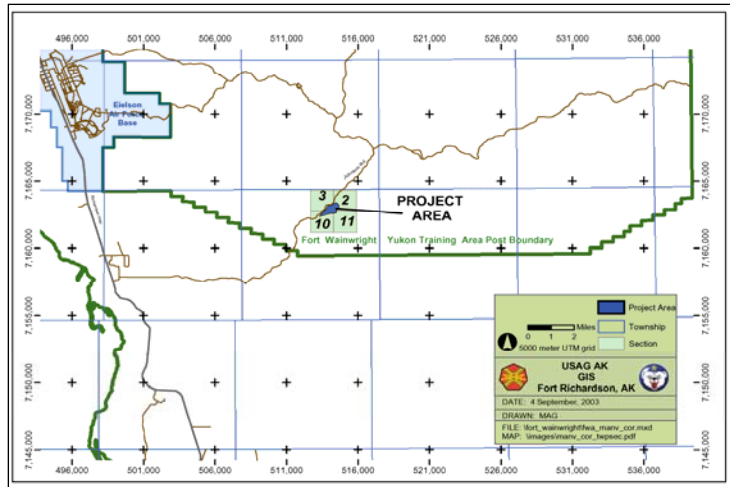 496,000 501,000 506,000 511,000 516,000 521,000 526,000 531,000 536,000
7,170,000
7,170,000
Eielson
Air Force
Base
Johnson Rd
7,165,000
7,165,000
3 2
PROJECT
AREA
10 11
Fort Wainwright Yukon Training Area Post Boundary
7,160,000
7,160,000
7,155,000
7,155,000
Project Area
Miles
Township
0 1 2
Section
5000 meter UTM grid
USAG AK
GIS
Fort Richardson, AK
DATE: 4 September, 2003
DRAWN: MAG
FILE: \fort_wainwright\fwa_manv_cor.mxd
MAP: \images\manv_cor_twpsec.pdf
7,150,000
7,150,000
7,145,000
7,145,000
496,000 501,000 506,000 511,000 516,000 521,000 526,000 531,000 536,000